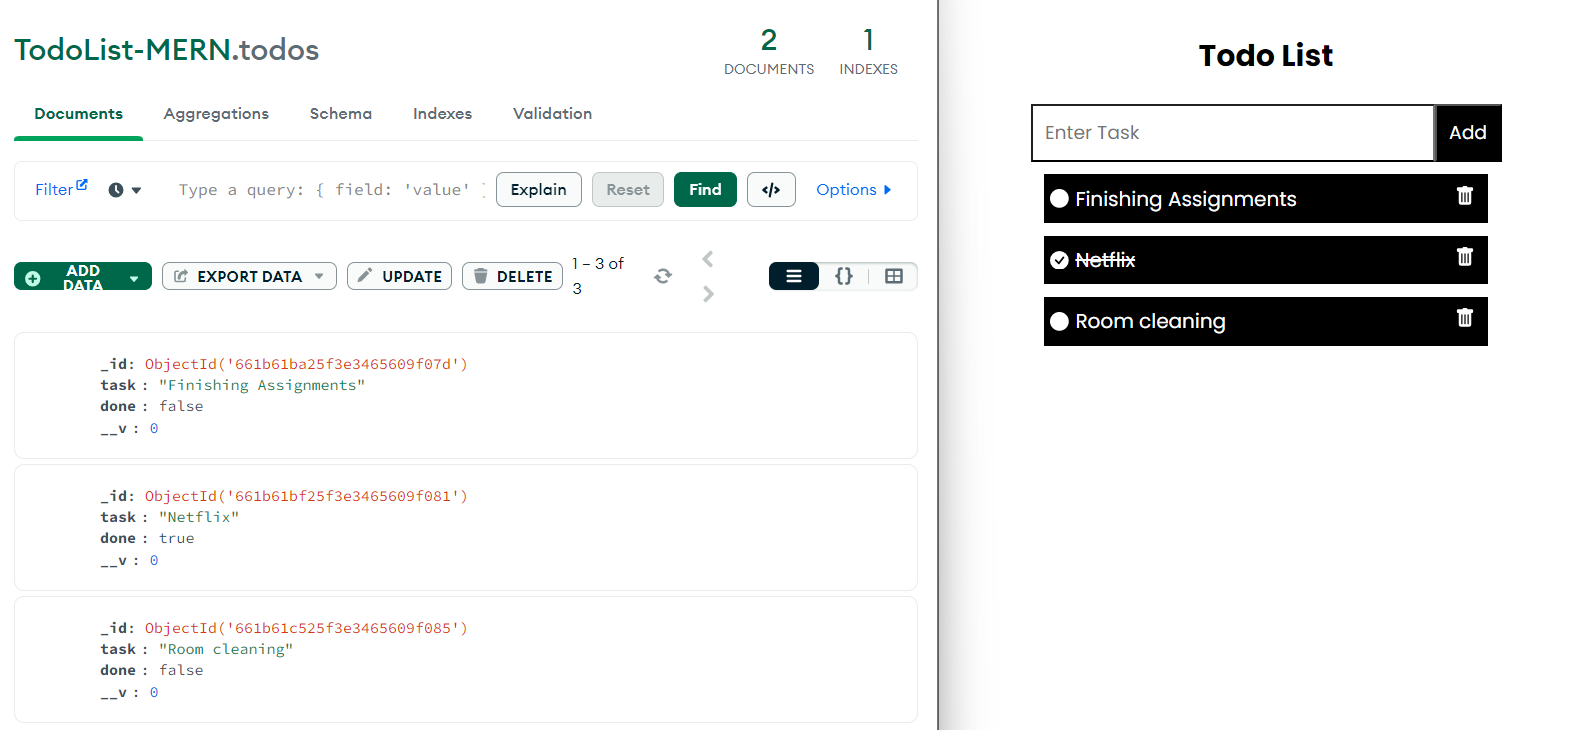 TodoList-MERN.todos
2
DOCUMENTS
1
INDEXES
Documents Aggregations Schema Indexes Validation
Filter Type a query: { field: 'value' Explain Reset Find </> Options
ADD DATA EXPORT DATA UPDATE DELETE 1 – 3 of 3 {}
_id: ObjectId('661b61ba25f3e3465609f07d')
task : "Finishing Assignments"
done : false
__v : 0
_id: ObjectId('661b61bf25f3e3465609f081')
task : "Netflix"
done : true
__v : 0
_id: ObjectId('661b61c525f3e3465609f085')
task : "Room cleaning"
done : false
__v : 0
Todo List
Enter Task Add
Finishing Assignments
Netflix
Room cleaning